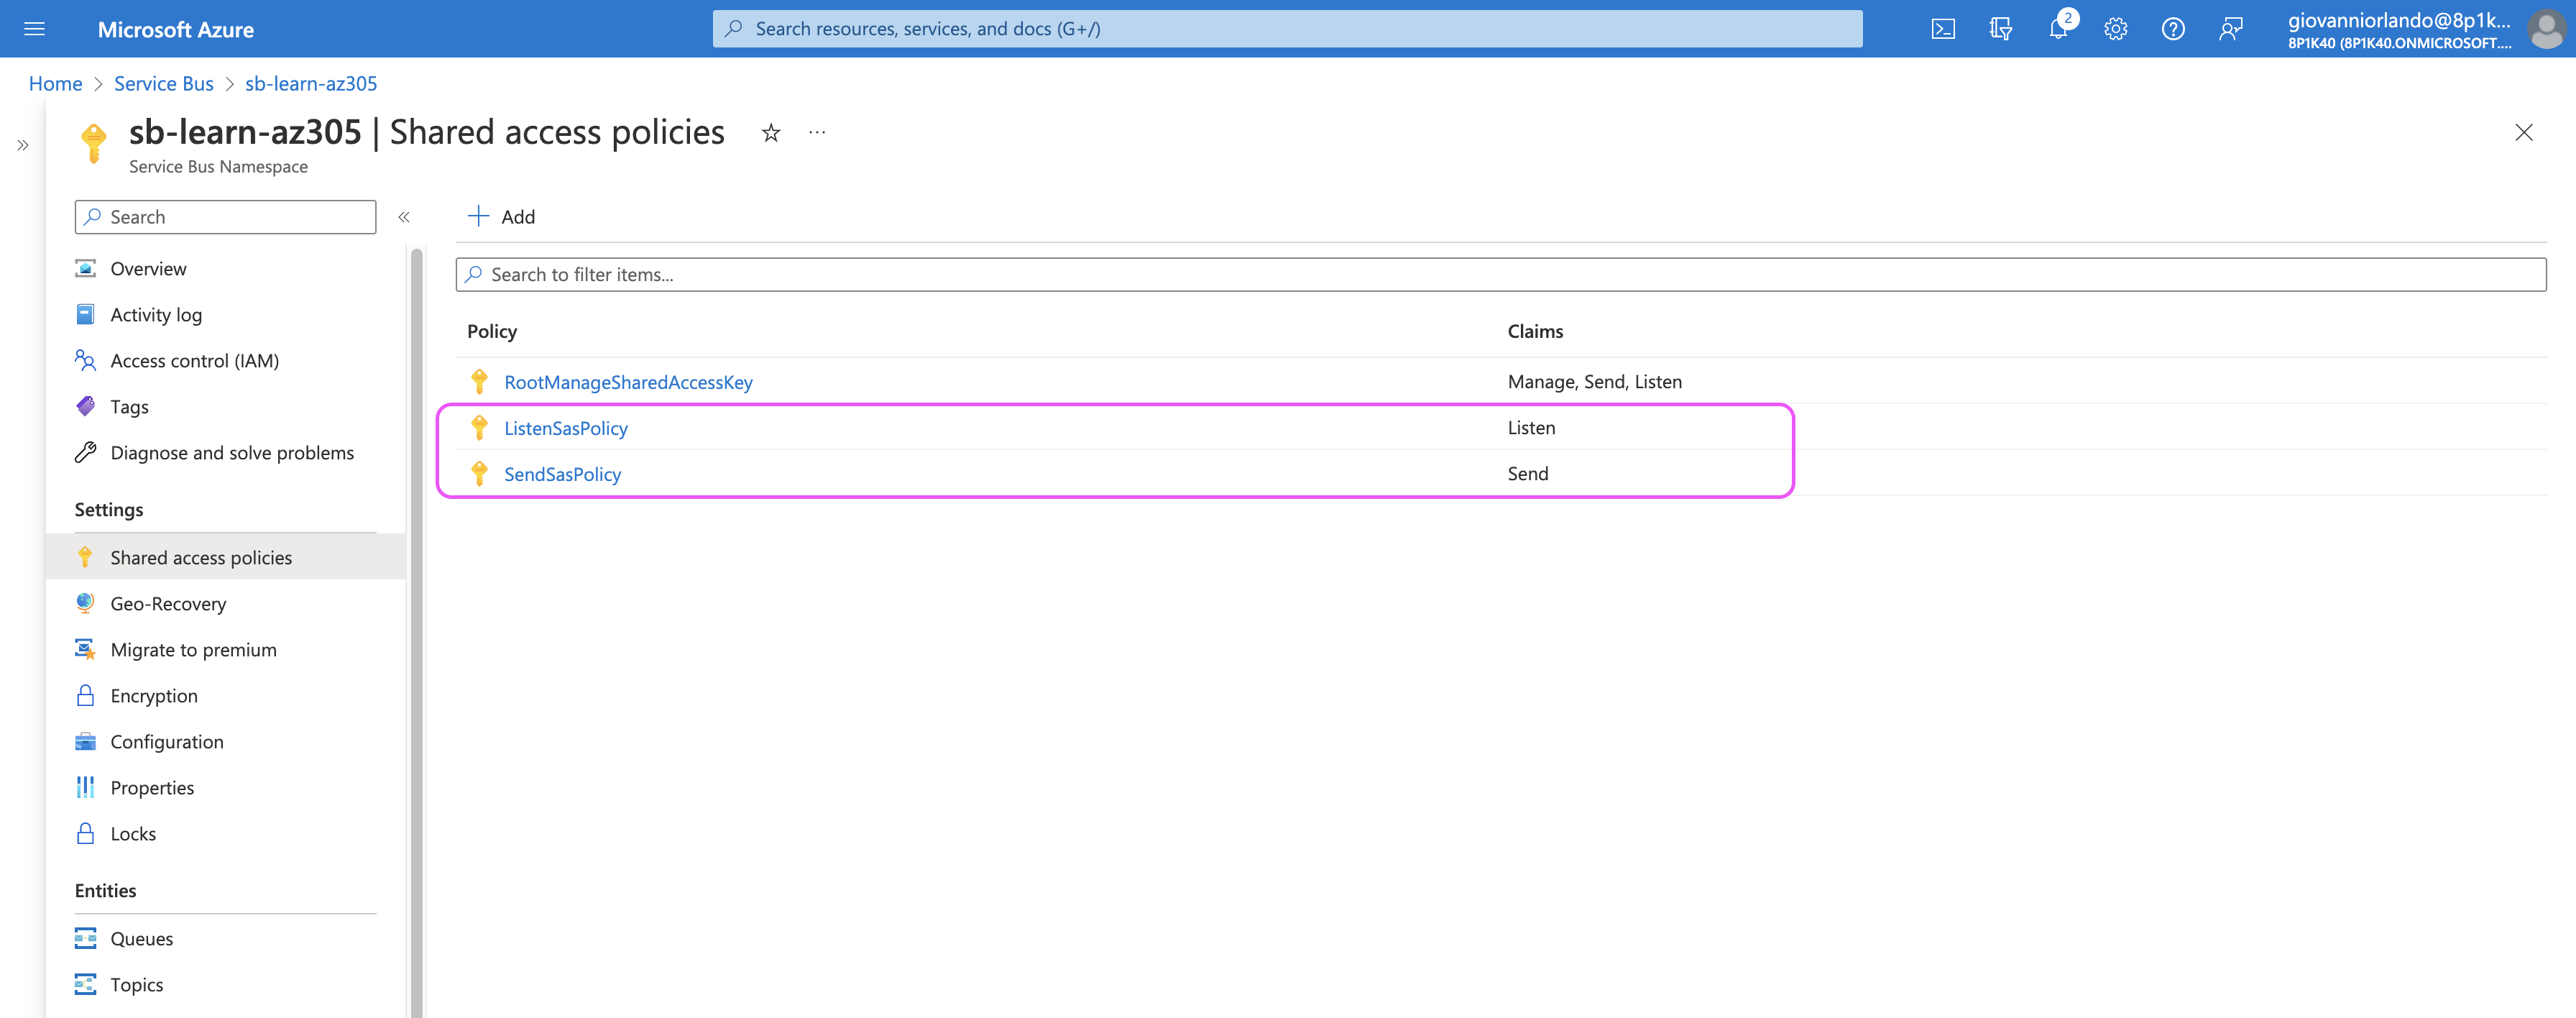 Microsoft Azure
Search resources, services, and docs (G+/)
2
giovanniorlando@8p1k...
8P1K40 (8P1K40.ONMICROSOFT....
Home > Service Bus > sb-learn-az305
sb-learn-az305 | Shared access policies
Service Bus Namespace
Search
Add
Overview
Activity log
Access control (IAM)
Tags
Diagnose and solve problems
Settings
Shared access policies
Geo-Recovery
Migrate to premium
Encryption
Configuration
Properties
Locks
Entities
Queues
Topics
Search to filter items...
Policy Claims
RootManageSharedAccessKey Manage, Send, Listen
ListenSasPolicy Listen
SendSasPolicy Send